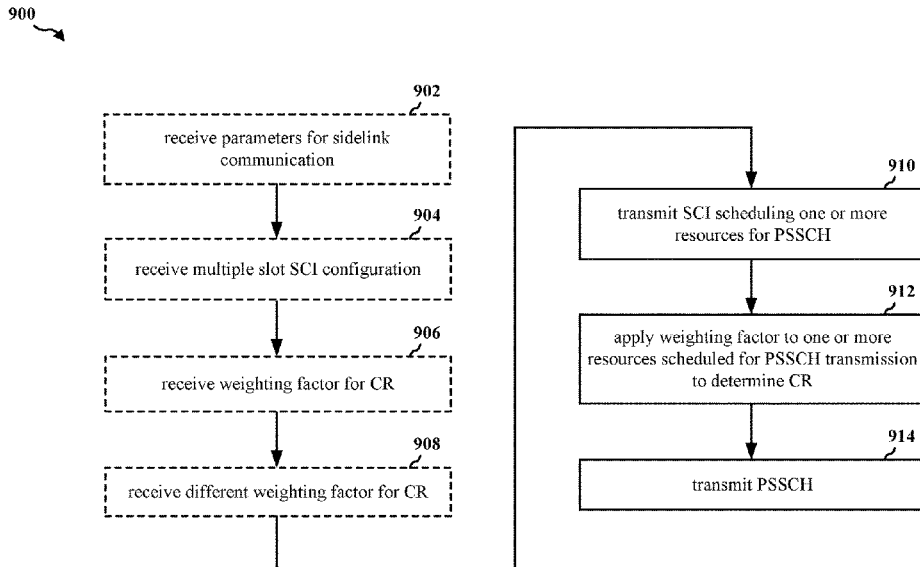 900
902
receive parameters for sidelink
communication
904
receive multiple slot SCI configuration
906
receive weighting factor for CR
908
receive different weighting factor for CR
910
transmit SCI scheduling one or more
resources for PSSCH
912
apply weighting factor to one or more
resources scheduled for PSSCH transmission
to determine CR
914
transmit PSSCH